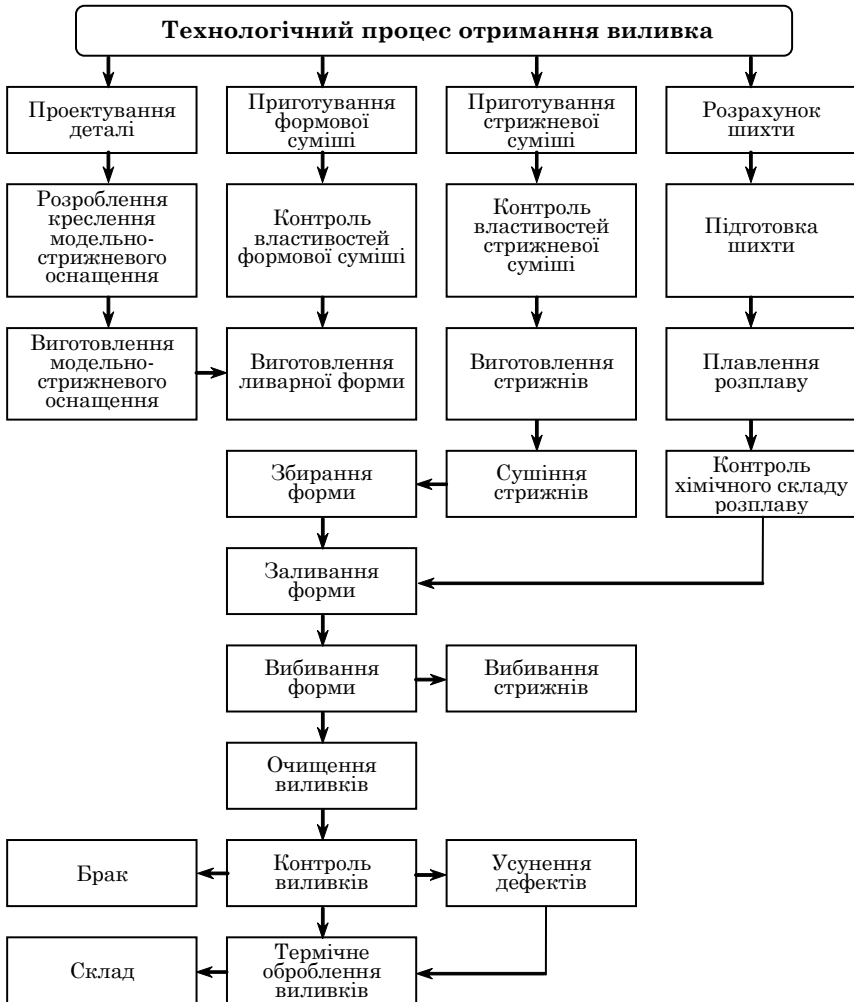 Технологічний процес отримання виливка
Проектування
деталі
Приготування
формової
суміші
Приготування
стрижневої
суміші
Розрахунок
шихти
Розроблення
креслення
модельно-
стрижневого
оснащення
Контроль
властивостей
формової суміші
Контроль
властивостей
стрижневої
суміші
Підготовка
шихти
Виготовлення
модельно-
стрижневого
оснащення
Виготовлення
ливарної форми
Виготовлення
стрижнів
Плавлення
розплаву
Збирання
форми
Сушіння
стрижнів
Контроль
хімічного складу
розплаву
Заливання
форми
Вибивання
форми
Вибивання
стрижнів
Очищення
виливків
Брак
Контроль
виливків
Усунення
дефектів
Склад
Термічне
оброблення
виливків